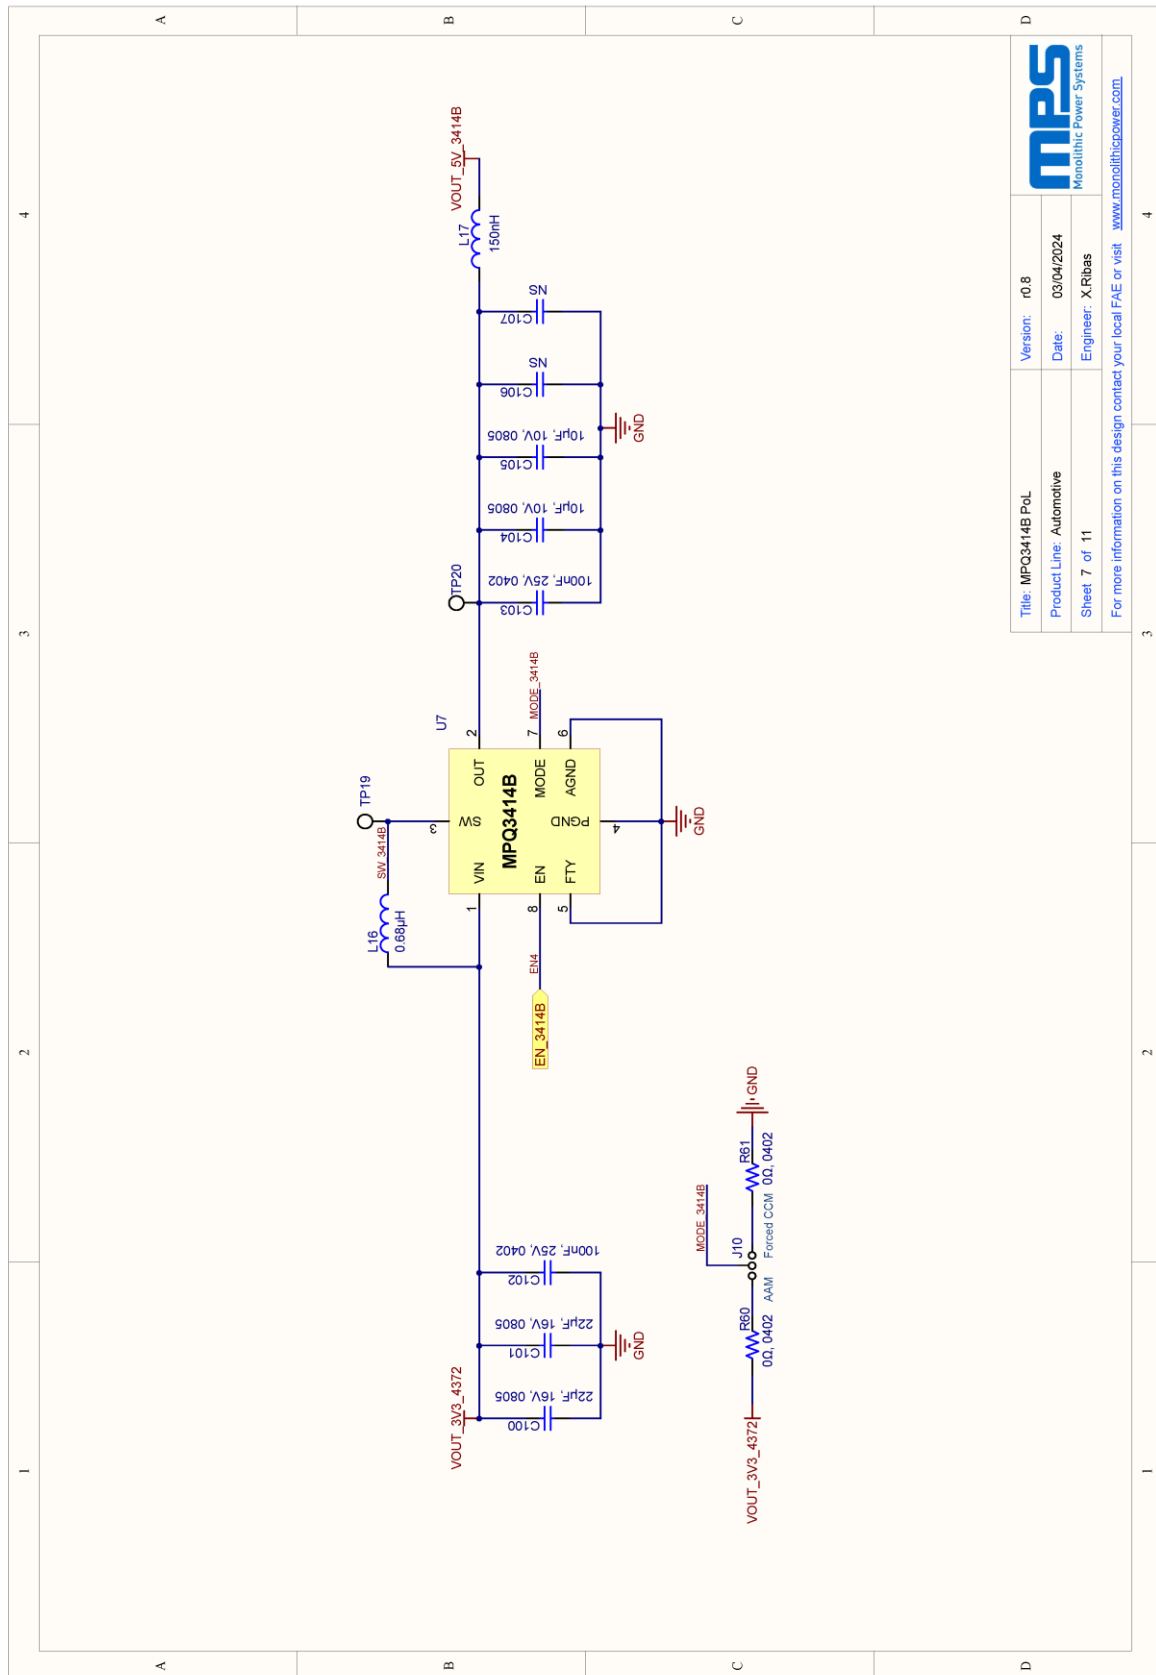 1
2
3
4
A
A
B
B
C
C
D
D
VOUT_3V3_4372
C100
22µF, 16V, 0805
C101
22µF, 16V, 0805
C102
100nF, 25V, 0402
GND
L16
0.68µH
SW_3414B
TP19
U7
MPQ3414B
1
VIN
3
SW
2
OUT
8
EN
7
MODE
5
FTY
4
PGND
6
AGND
EN_3414B
EN4
MODE_3414B
GND
TP20
C103
100nF, 25V, 0402
C104
10µF, 10V, 0805
C105
10µF, 10V, 0805
C106
NS
C107
NS
GND
L17
150nH
VOUT_5V_3414B
VOUT_3V3_4372
R60
0Ω, 0402
AAM
J10
MODE_3414B
Forced CCM
R61
0Ω, 0402
GND
Title: MPQ3414B PoL
Version: r0.8
Product Line: Automotive
Date: 03/04/2024
Sheet 7 of 11
Engineer: X.Ribas
MPS
Monolithic Power Systems
For more information on this design contact your local FAE or visit www.monolithicpower.com
1
2
3
4